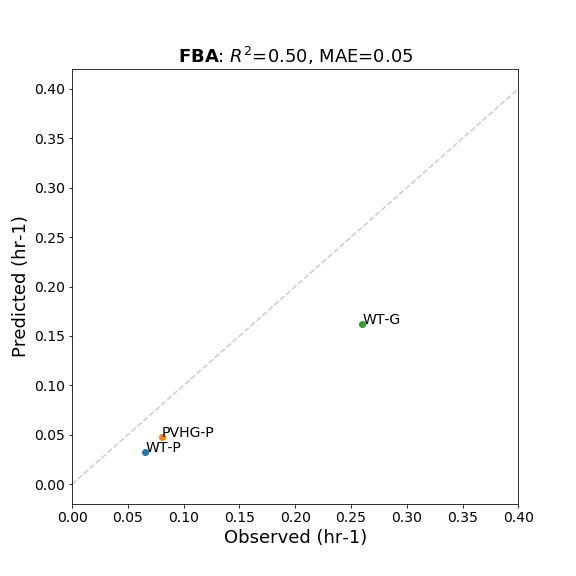 FBA: R²=0.50, MAE=0.05
Predicted (hr-1)
0.40
0.35
0.30
0.25
0.20
0.15
0.10
0.05
0.00
WT-G
PVHG-P
WT-P
0.00 0.05 0.10 0.15 0.20 0.25 0.30 0.35 0.40
Observed (hr-1)